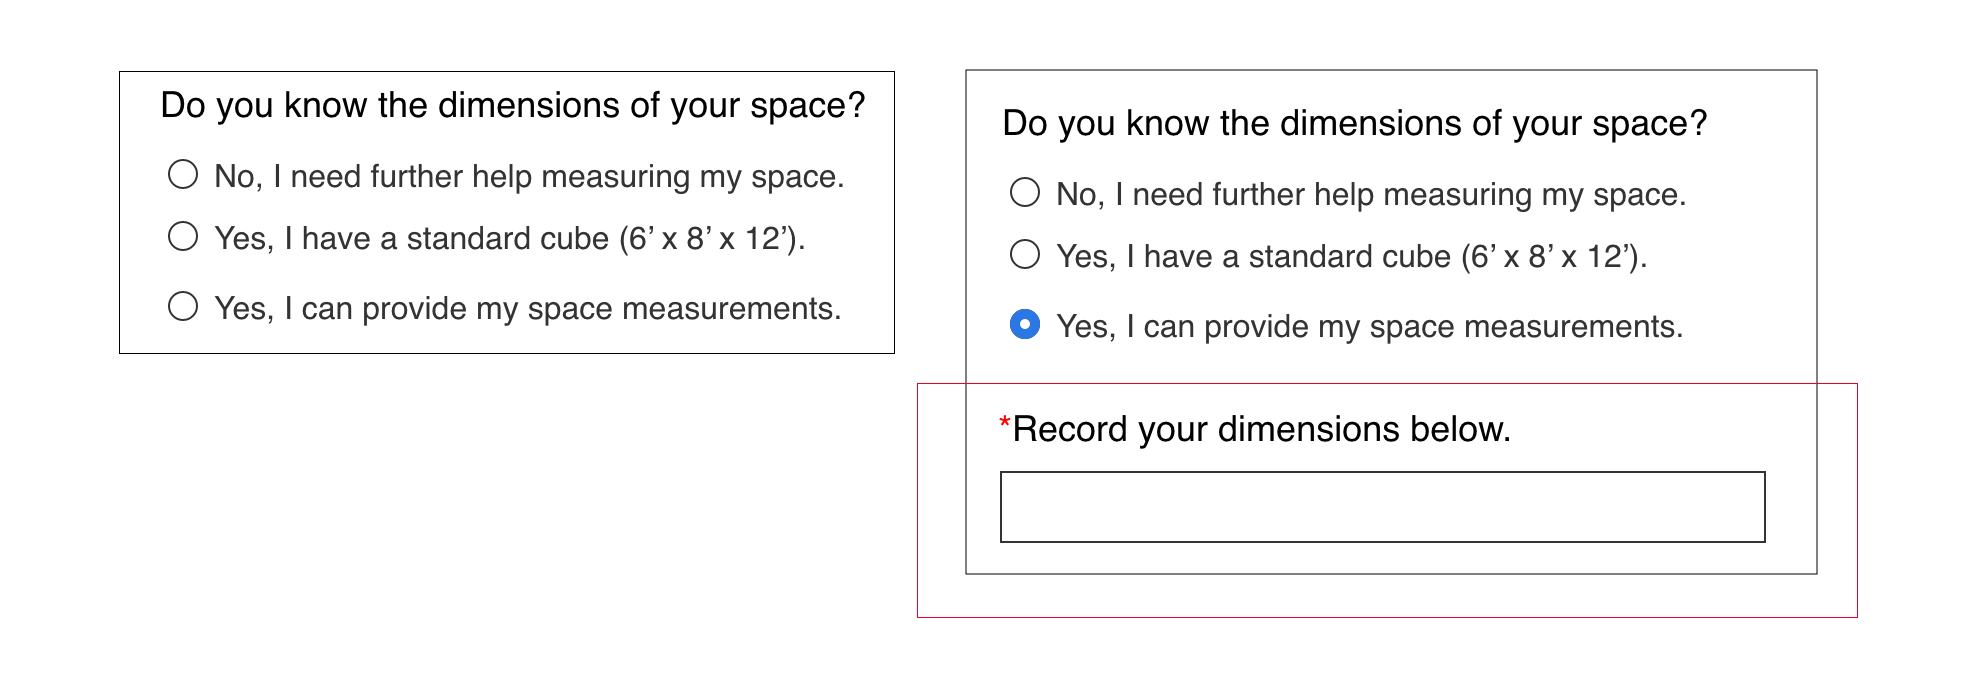 Do you know the dimensions of your space?
No, I need further help measuring my space.
Yes, I have a standard cube (6’ x 8’ x 12’).
Yes, I can provide my space measurements.
Do you know the dimensions of your space?
No, I need further help measuring my space.
Yes, I have a standard cube (6’ x 8’ x 12’).
Yes, I can provide my space measurements.
*Record your dimensions below.